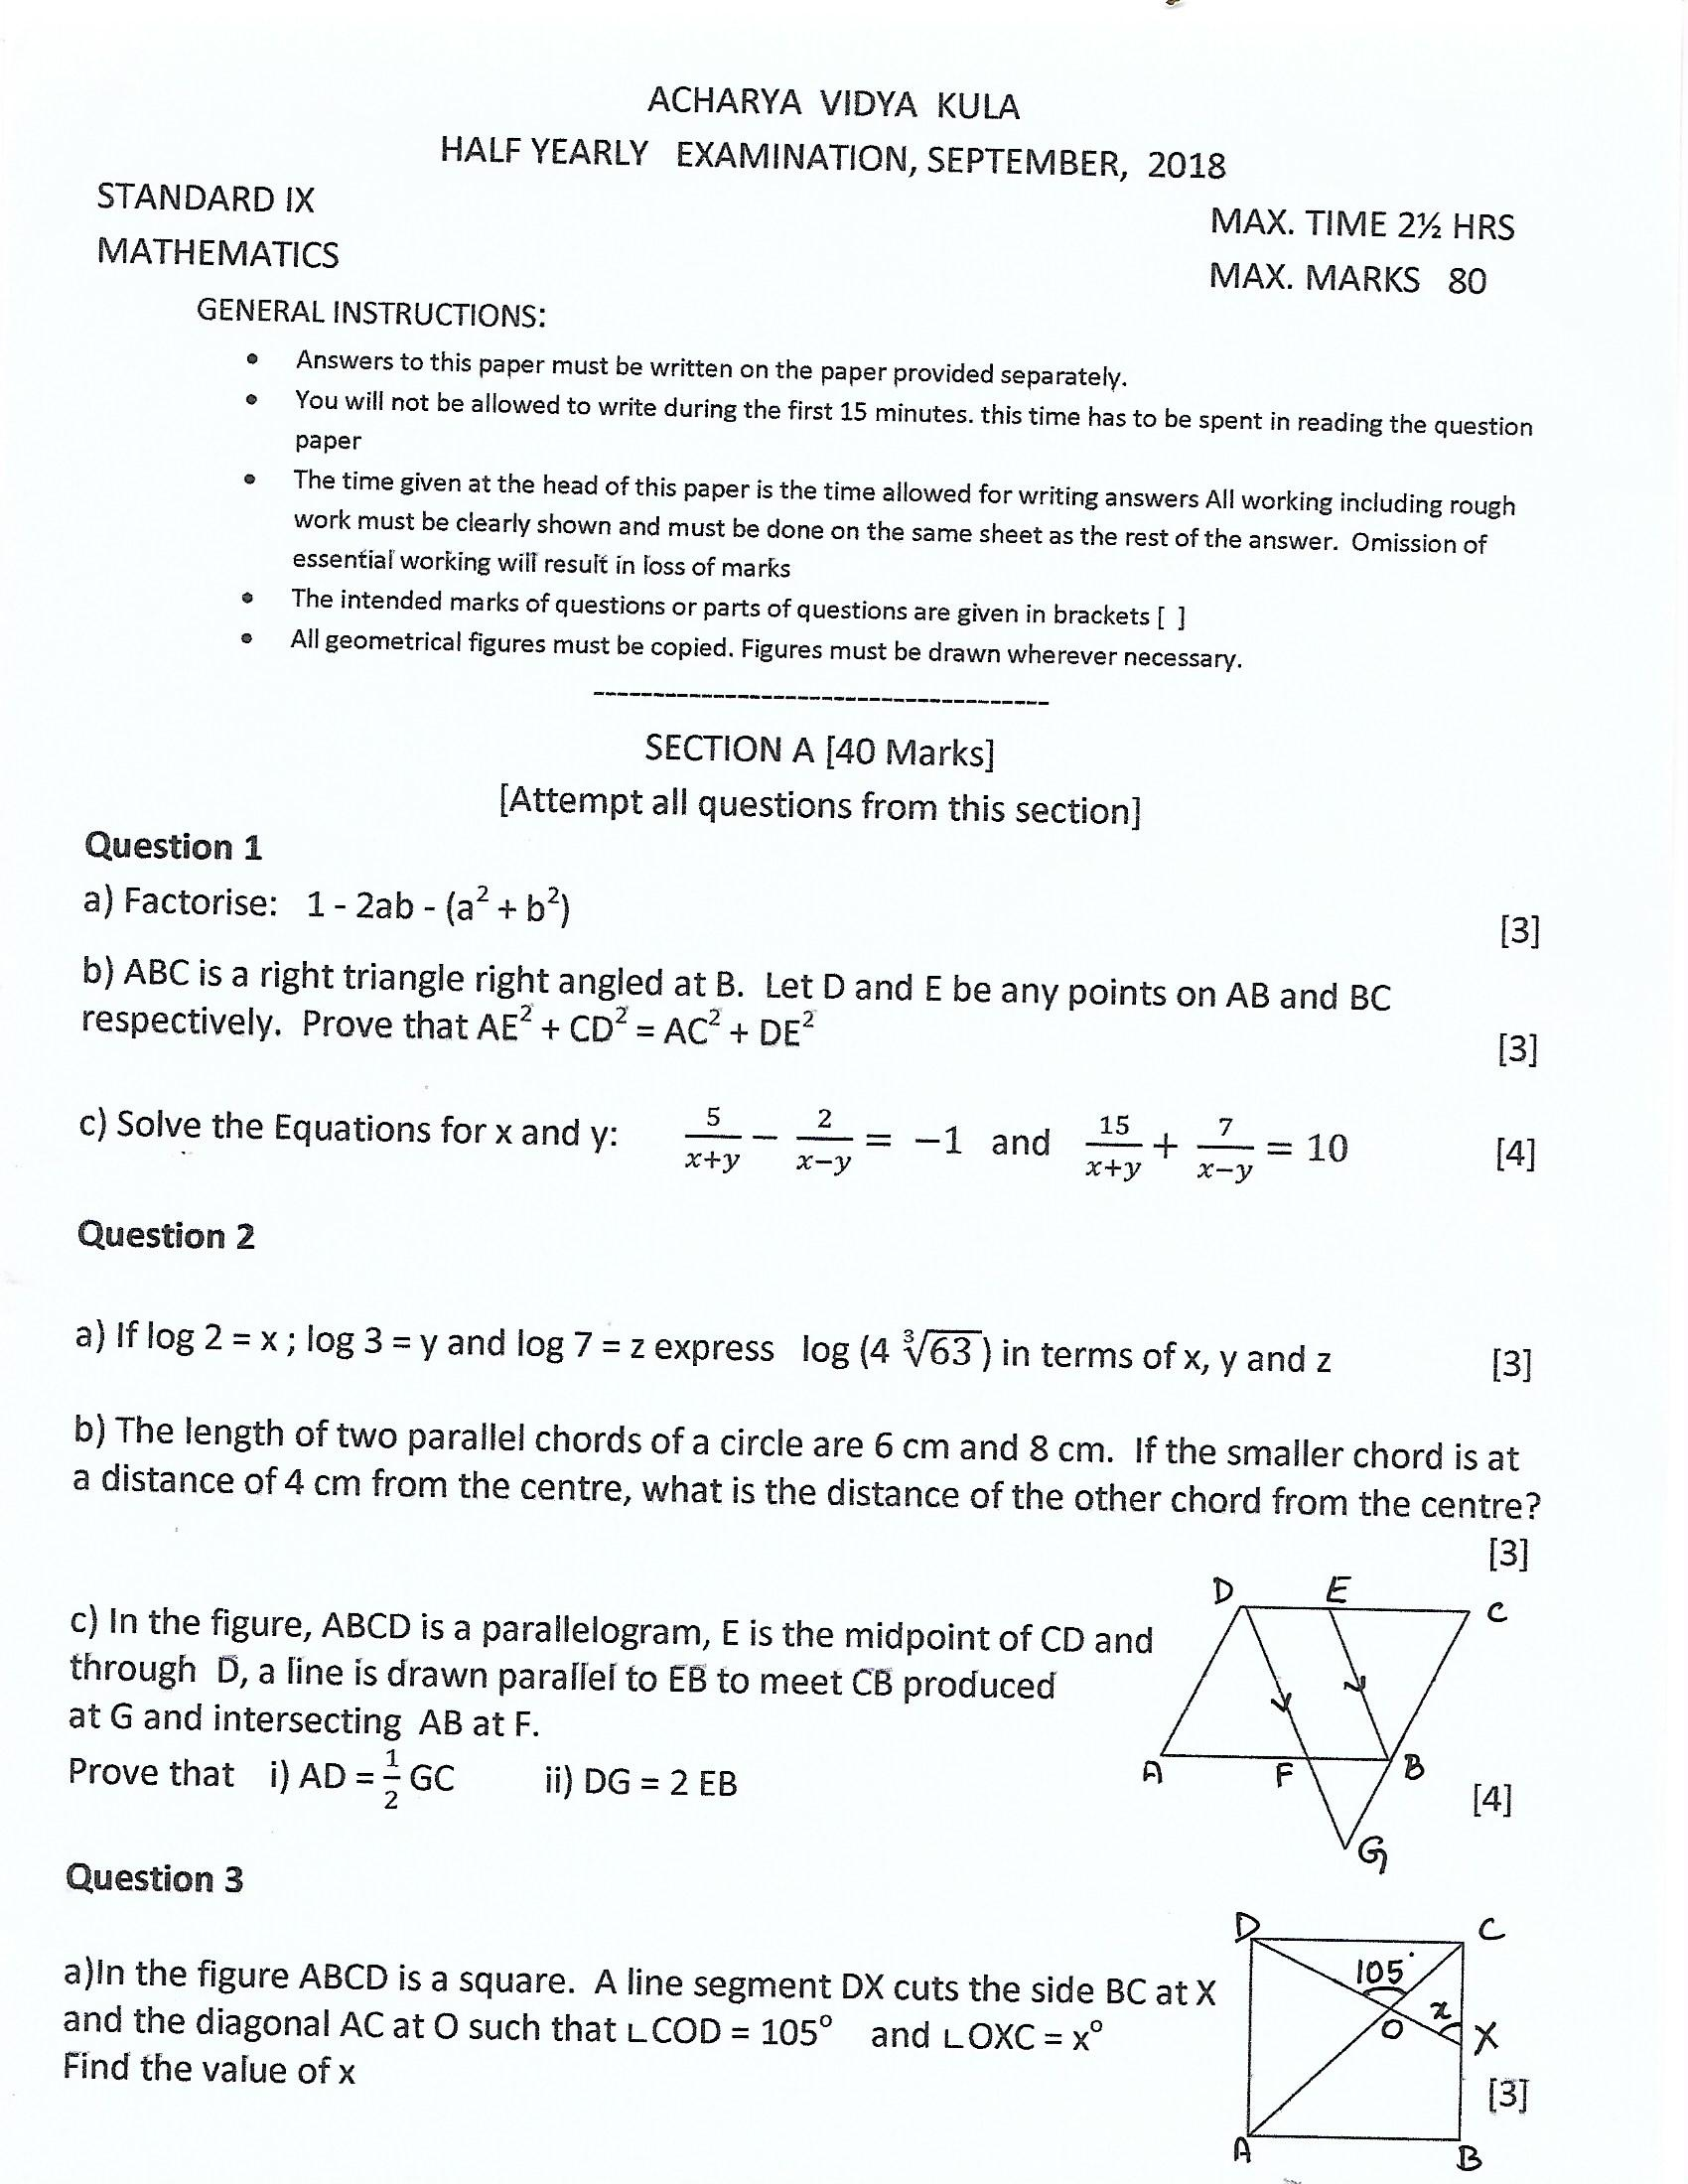 ACHARYA VIDYA KULA
HALF YEARLY EXAMINATION, SEPTEMBER, 2018
STANDARD IX
MAX. TIME 2½ HRS
MATHEMATICS
MAX. MARKS 80
GENERAL INSTRUCTIONS:
• Answers to this paper must be written on the paper provided separately.
• You will not be allowed to write during the first 15 minutes. this time has to be spent in reading the question
paper
• The time given at the head of this paper is the time allowed for writing answers All working including rough
work must be clearly shown and must be done on the same sheet as the rest of the answer. Omission of
essential working will result in loss of marks
• The intended marks of questions or parts of questions are given in brackets [ ]
• All geometrical figures must be copied. Figures must be drawn wherever necessary.
---------------------------------------
SECTION A [40 Marks]
[Attempt all questions from this section]
Question 1
a) Factorise: 1 - 2ab - (a² + b²) [3]
b) ABC is a right triangle right angled at B. Let D and E be any points on AB and BC
respectively. Prove that AE² + CD² = AC² + DE² [3]
c) Solve the Equations for x and y: 5/(x+y) − 2/(x−y) = −1 and 15/(x+y) + 7/(x−y) = 10 [4]
Question 2
a) If log 2 = x ; log 3 = y and log 7 = z express log (4 ∛63 ) in terms of x, y and z [3]
b) The length of two parallel chords of a circle are 6 cm and 8 cm. If the smaller chord is at
a distance of 4 cm from the centre, what is the distance of the other chord from the centre?
[3]
D E C
c) In the figure, ABCD is a parallelogram, E is the midpoint of CD and
through D, a line is drawn parallel to EB to meet CB produced
at G and intersecting AB at F.
A F B
Prove that i) AD = 1/2 GC ii) DG = 2 EB [4]
G
Question 3
D C
105°
a)In the figure ABCD is a square. A line segment DX cuts the side BC at X
x
and the diagonal AC at O such that ∟COD = 105° and ∟OXC = x°
O X
Find the value of x
[3]
A B